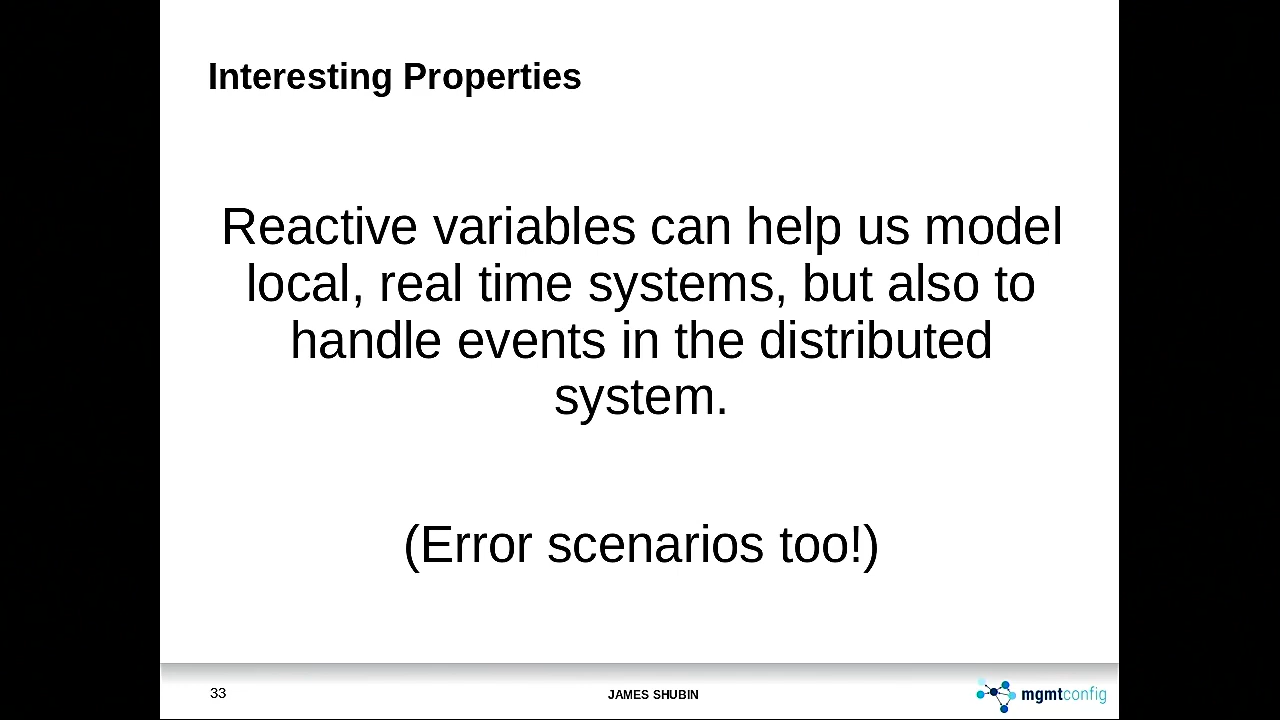 Interesting Properties
Reactive variables can help us model
local, real time systems, but also to
handle events in the distributed
system.
(Error scenarios too!)
33
JAMES SHUBIN
mgmtconfig